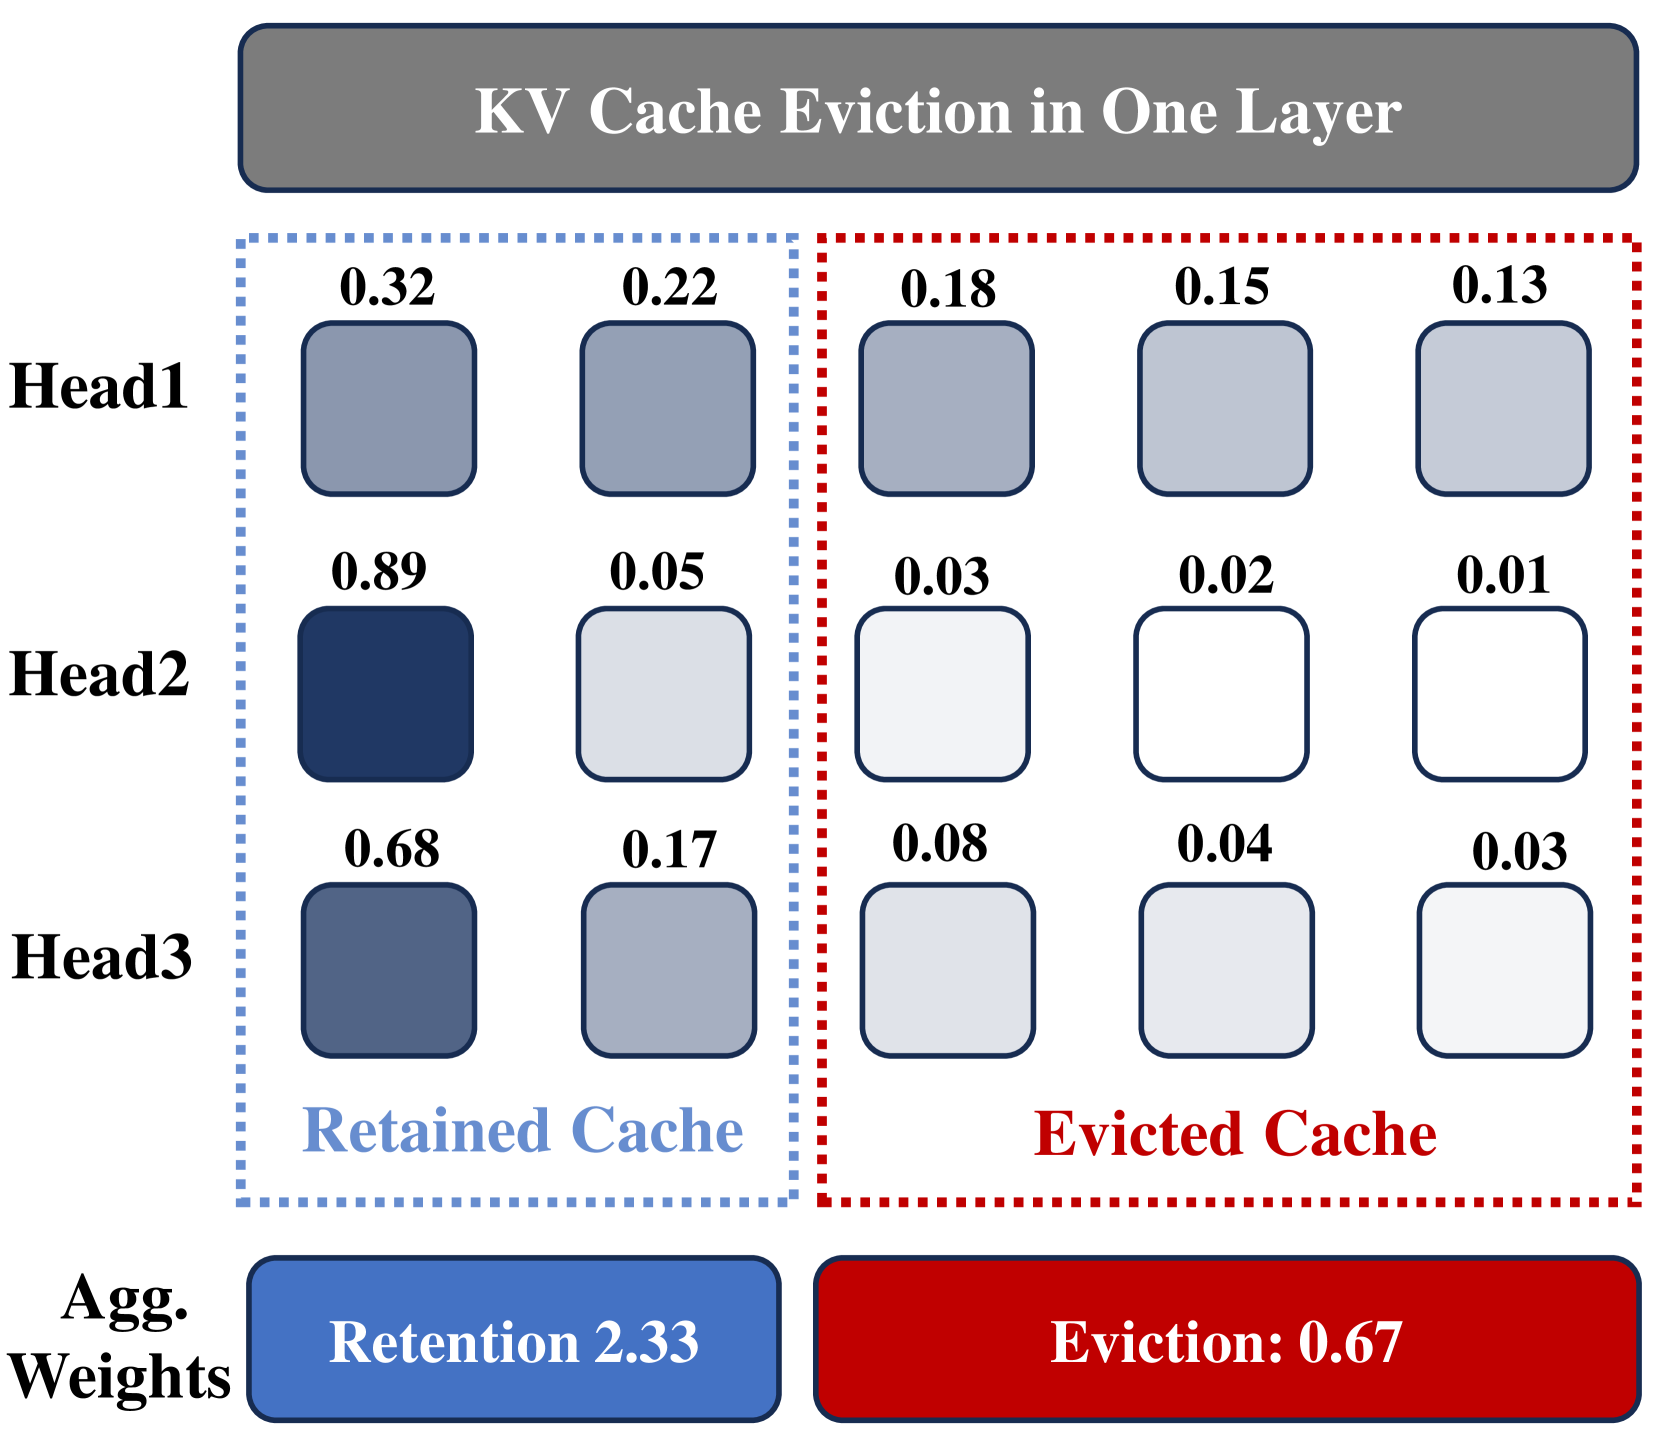 KV Cache Eviction in One Layer
0.32 0.22 0.18 0.15 0.13
Head1
0.89 0.05 0.03 0.02 0.01
Head2
0.68 0.17 0.08 0.04 0.03
Head3
Retained Cache Evicted Cache
Agg.
Weights
Retention 2.33 Eviction: 0.67